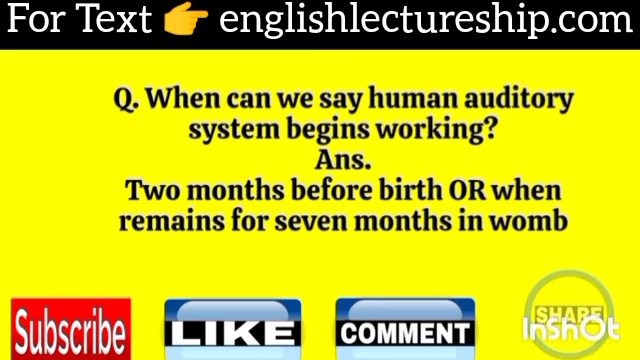 For Text 👉 englishlectureship.com
Q. When can we say human auditory
system begins working?
Ans.
Two months before birth OR when
remains for seven months in womb
Subscribe
LIKE
COMMENT
SHARE
InShOt